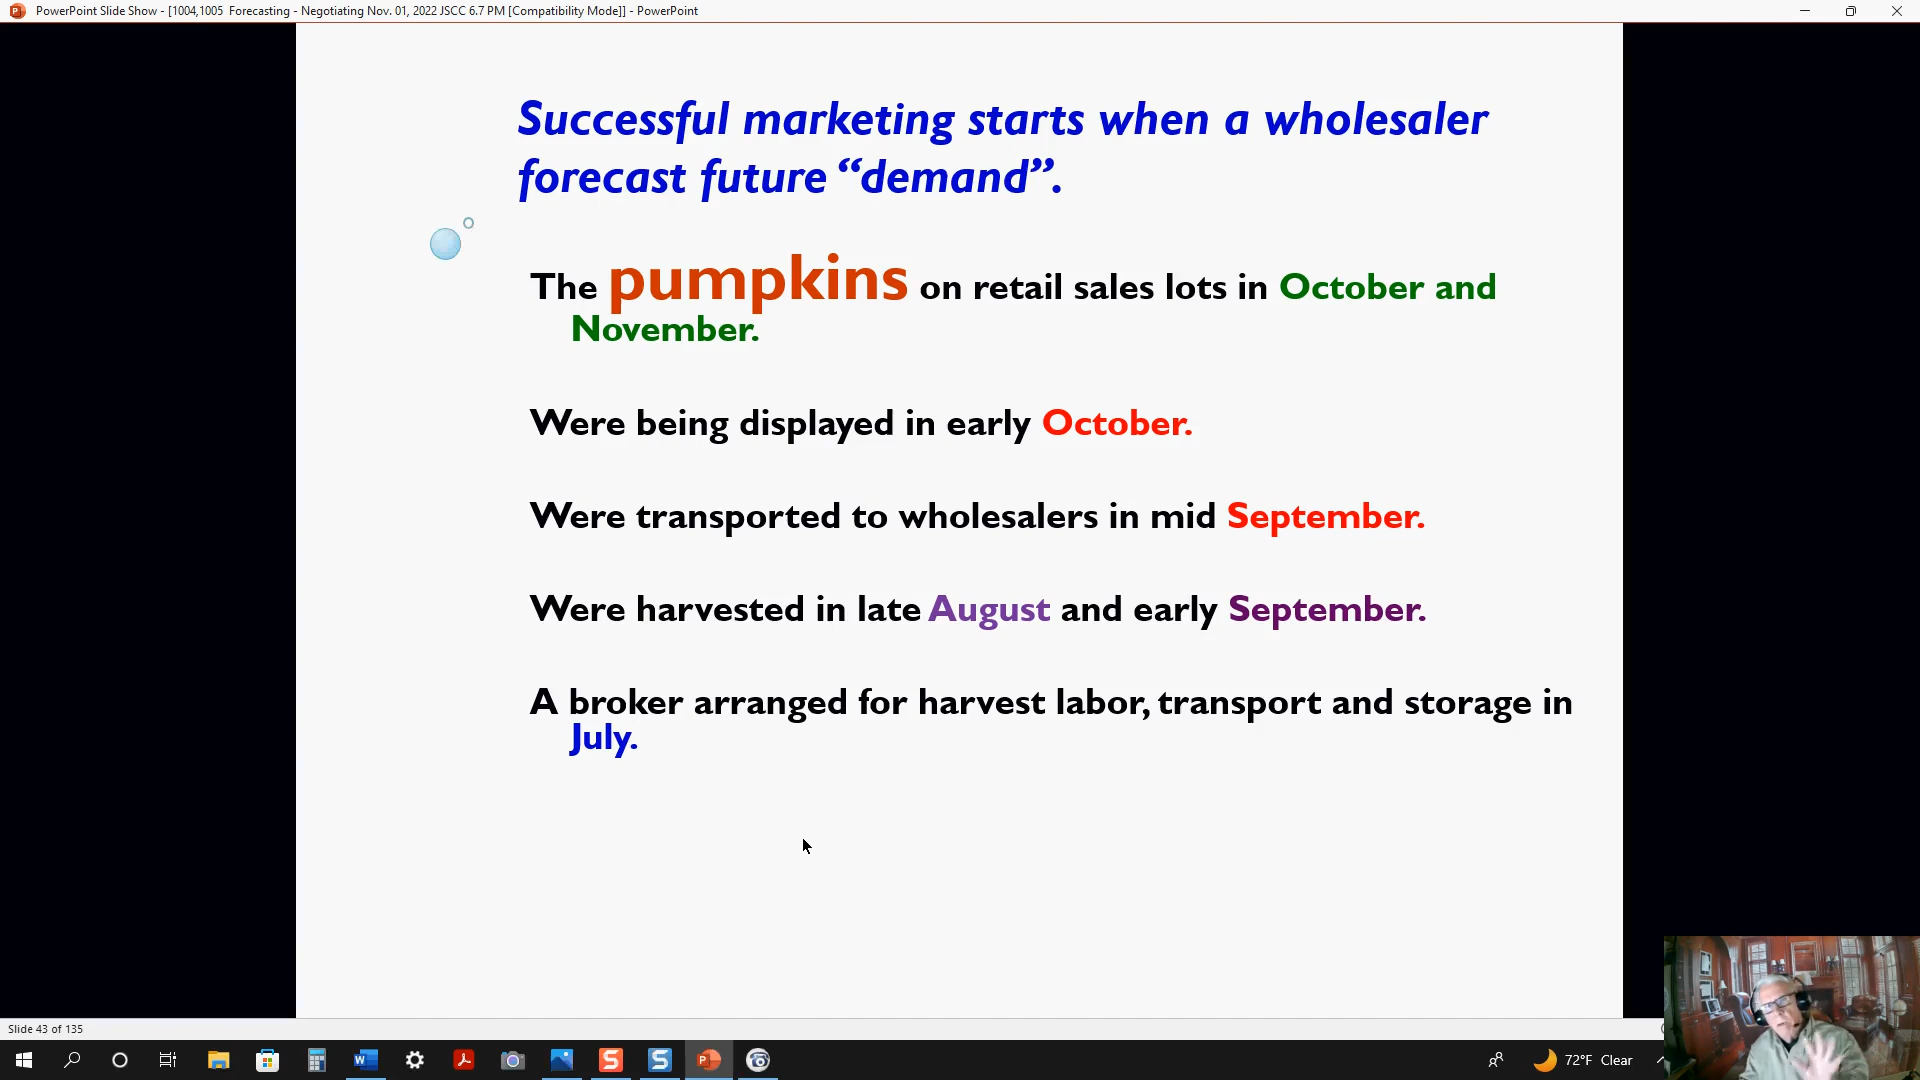 PowerPoint Slide Show - [1004,1005 Forecasting - Negotiating Nov. 01, 2022 JSCC 6.7 PM [Compatibility Mode]] - PowerPoint
Successful marketing starts when a wholesaler
forecast future “demand”.
The pumpkins on retail sales lots in October and
November.
Were being displayed in early October.
Were transported to wholesalers in mid September.
Were harvested in late August and early September.
A broker arranged for harvest labor, transport and storage in
July.
Slide 43 of 135
72°F Clear